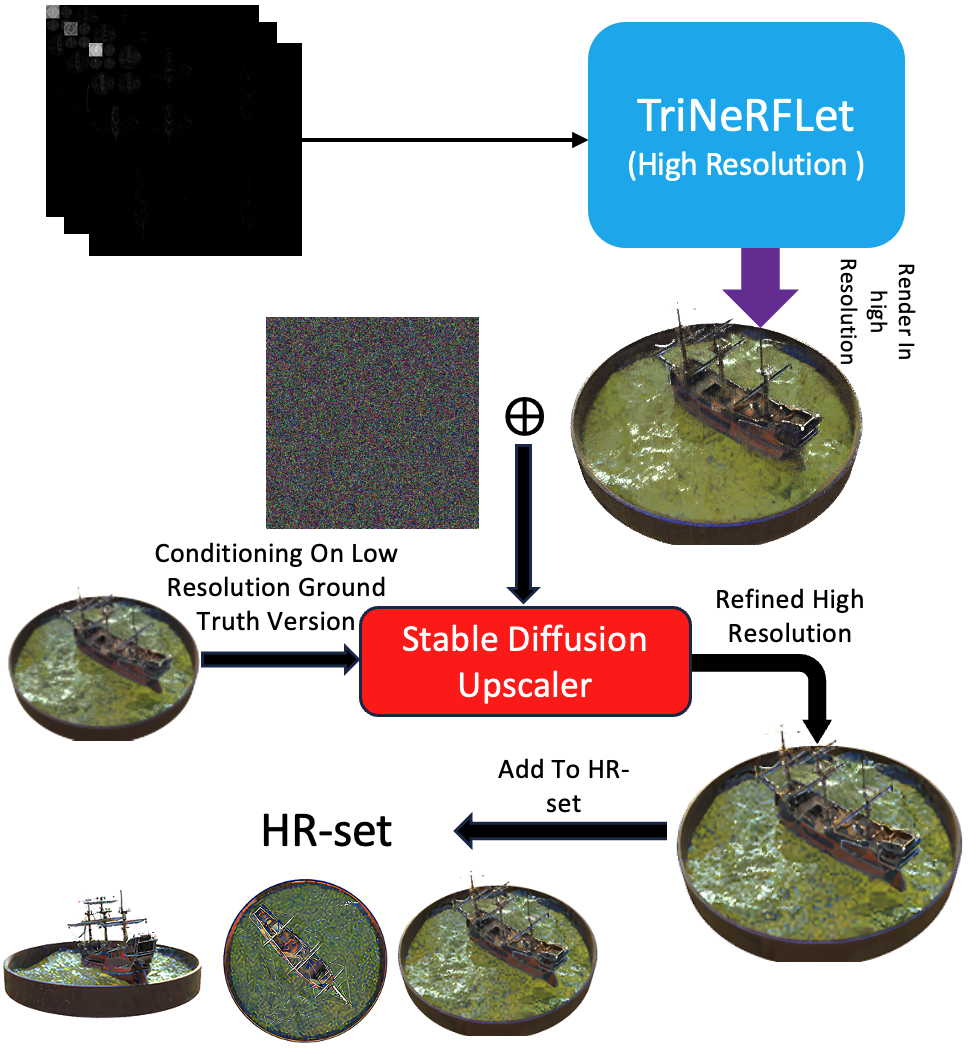 TriNeRFLet
(High Resolution )
Render In
high
Resolution
Conditioning On Low
Resolution Ground
Truth Version
Stable Diffusion
Upscaler
Refined High
Resolution
Add To HR-
set
HR-set